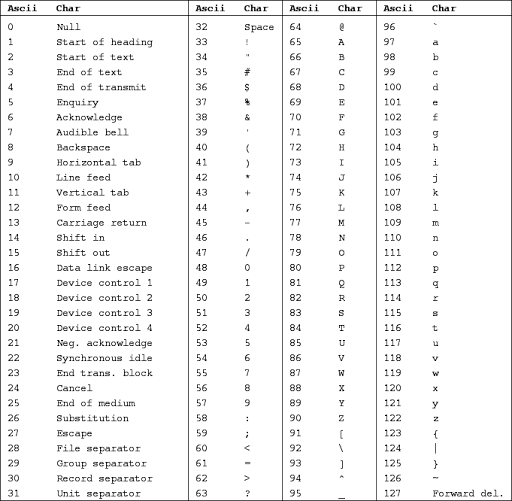 Ascii Char Ascii Char Ascii Char Ascii Char
0 Null 32 Space 64 @ 96 `
1 Start of heading 33 ! 65 A 97 a
2 Start of text 34 " 66 B 98 b
3 End of text 35 # 67 C 99 c
4 End of transmit 36 $ 68 D 100 d
5 Enquiry 37 % 69 E 101 e
6 Acknowledge 38 & 70 F 102 f
7 Audible bell 39 ' 71 G 103 g
8 Backspace 40 ( 72 H 104 h
9 Horizontal tab 41 ) 73 I 105 i
10 Line feed 42 * 74 J 106 j
11 Vertical tab 43 + 75 K 107 k
12 Form feed 44 , 76 L 108 l
13 Carriage return 45 - 77 M 109 m
14 Shift in 46 . 78 N 110 n
15 Shift out 47 / 79 O 111 o
16 Data link escape 48 0 80 P 112 p
17 Device control 1 49 1 81 Q 113 q
18 Device control 2 50 2 82 R 114 r
19 Device control 3 51 3 83 S 115 s
20 Device control 4 52 4 84 T 116 t
21 Neg. acknowledge 53 5 85 U 117 u
22 Synchronous idle 54 6 86 V 118 v
23 End trans. block 55 7 87 W 119 w
24 Cancel 56 8 88 X 120 x
25 End of medium 57 9 89 Y 121 y
26 Substitution 58 : 90 Z 122 z
27 Escape 59 ; 91 [ 123 {
28 File separator 60 < 92 \ 124 |
29 Group separator 61 = 93 ] 125 }
30 Record separator 62 > 94 ^ 126 ~
31 Unit separator 63 ? 95 _ 127 Forward del.